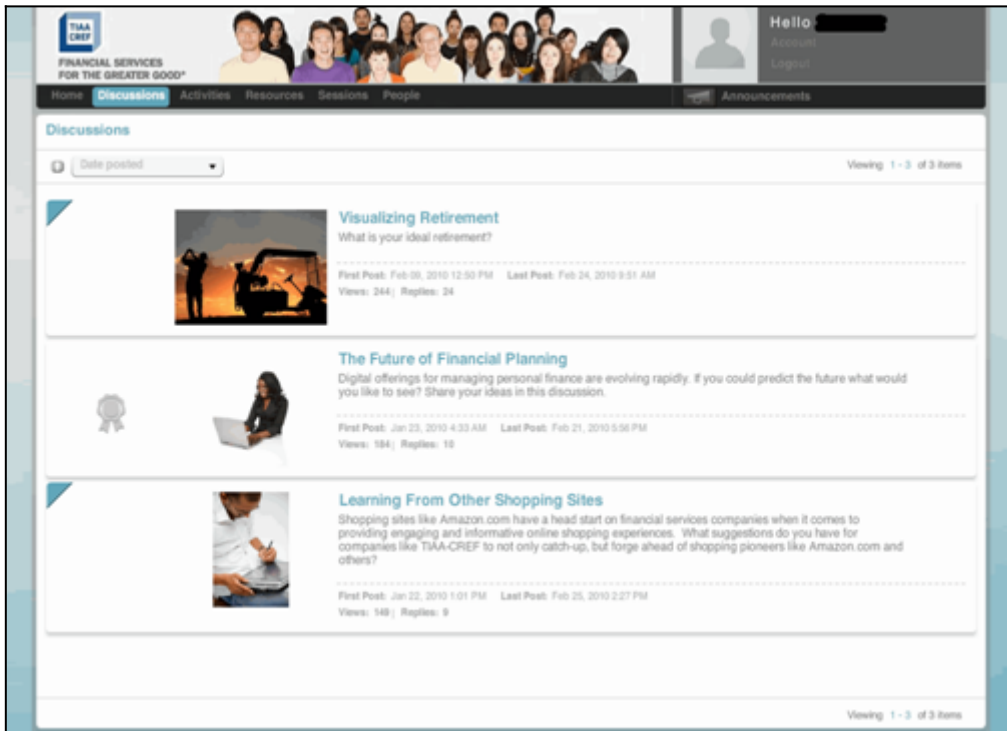 TIAA
CREF
FINANCIAL SERVICES
FOR THE GREATER GOOD®
Hello
Account
Logout
Home Discussions Activities Resources Sessions People Announcements
Discussions
Date posted
Viewing 1 - 3 of 3 items
Visualizing Retirement
What is your ideal retirement?
First Post: Feb 09, 2010 12:50 PM Last Post: Feb 24, 2010 9:51 AM
Views: 244 ; Replies: 24
The Future of Financial Planning
Digital offerings for managing personal finance are evolving rapidly. If you could predict the future what would
you like to see? Share your ideas in this discussion.
First Post: Jan 23, 2010 4:33 AM Last Post: Feb 21, 2010 5:56 PM
Views: 184 ; Replies: 10
Learning From Other Shopping Sites
Shopping sites like Amazon.com have a head start on financial services companies when it comes to
providing engaging and informative online shopping experiences. What suggestions do you have for
companies like TIAA-CREF to not only catch-up, but forge ahead of shopping pioneers like Amazon.com and
others?
First Post: Jan 22, 2010 1:01 PM Last Post: Feb 25, 2010 2:27 PM
Views: 149 ; Replies: 9
Viewing 1 - 3 of 3 items